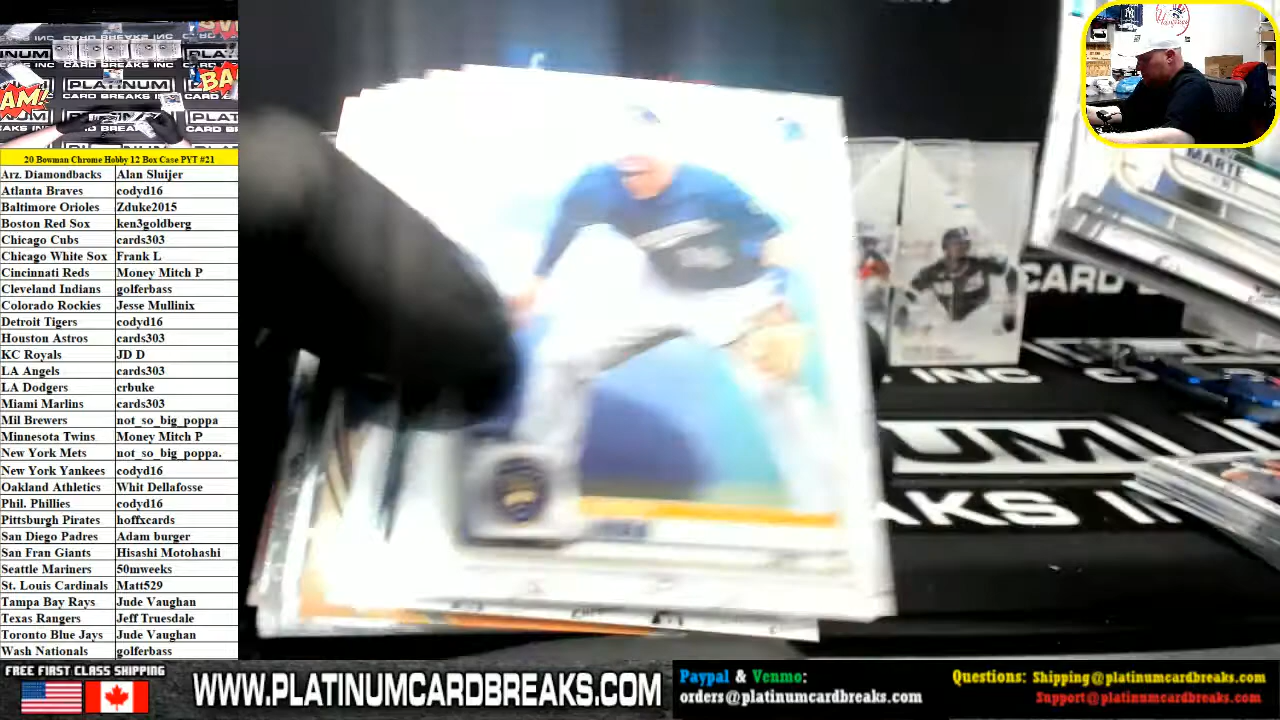 20 Bowman Chrome Hobby 12 Box Case PYT #21
Arz. Diamondbacks Alan Sluijer
Atlanta Braves codyd16
Baltimore Orioles Zduke2015
Boston Red Sox ken3goldberg
Chicago Cubs cards303
Chicago White Sox Frank L
Cincinnati Reds Money Mitch P
Cleveland Indians golferbass
Colorado Rockies Jesse Mullinix
Detroit Tigers codyd16
Houston Astros cards303
KC Royals JD D
LA Angels cards303
LA Dodgers crbuke
Miami Marlins cards303
Mil Brewers not_so_big_poppa
Minnesota Twins Money Mitch P
New York Mets not_so_big_poppa.
New York Yankees codyd16
Oakland Athletics Whit Dellafosse
Phil. Phillies codyd16
Pittsburgh Pirates hoffxcards
San Diego Padres Adam burger
San Fran Giants Hisashi Motohashi
Seattle Mariners 50mweeks
St. Louis Cardinals Matt529
Tampa Bay Rays Jude Vaughan
Texas Rangers Jeff Truesdale
Toronto Blue Jays Jude Vaughan
Wash Nationals golferbass
PLATINUM
CARD BREAKS INC
MARTE
CARD
INC
UM
AKS IN
FREE FIRST CLASS SHIPPING
WWW.PLATINUMCARDBREAKS.COM
Paypal & Venmo:
orders@platinumcardbreaks.com
Questions: Shipping@platinumcardbreaks.com
Support@platinumcardbreaks.com